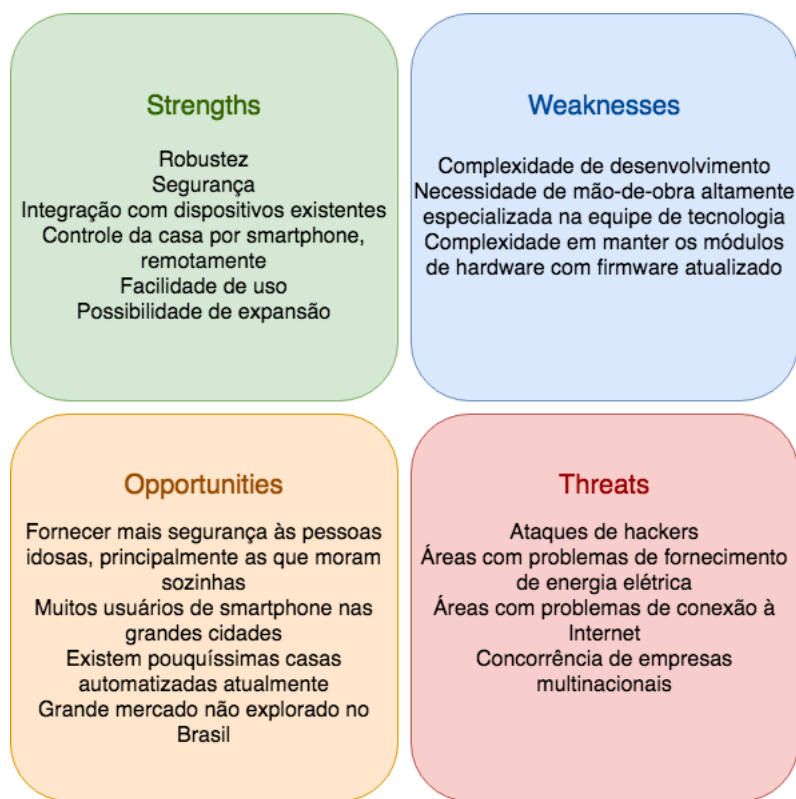 Strengths
Robustez
Segurança
Integração com dispositivos existentes
Controle da casa por smartphone,
remotamente
Facilidade de uso
Possibilidade de expansão
Weaknesses
Complexidade de desenvolvimento
Necessidade de mão-de-obra altamente
especializada na equipe de tecnologia
Complexidade em manter os módulos
de hardware com firmware atualizado
Opportunities
Fornecer mais segurança às pessoas
idosas, principalmente as que moram
sozinhas
Muitos usuários de smartphone nas
grandes cidades
Existem pouquíssimas casas
automatizadas atualmente
Grande mercado não explorado no
Brasil
Threats
Ataques de hackers
Áreas com problemas de fornecimento
de energia elétrica
Áreas com problemas de conexão à
Internet
Concorrência de empresas
multinacionais